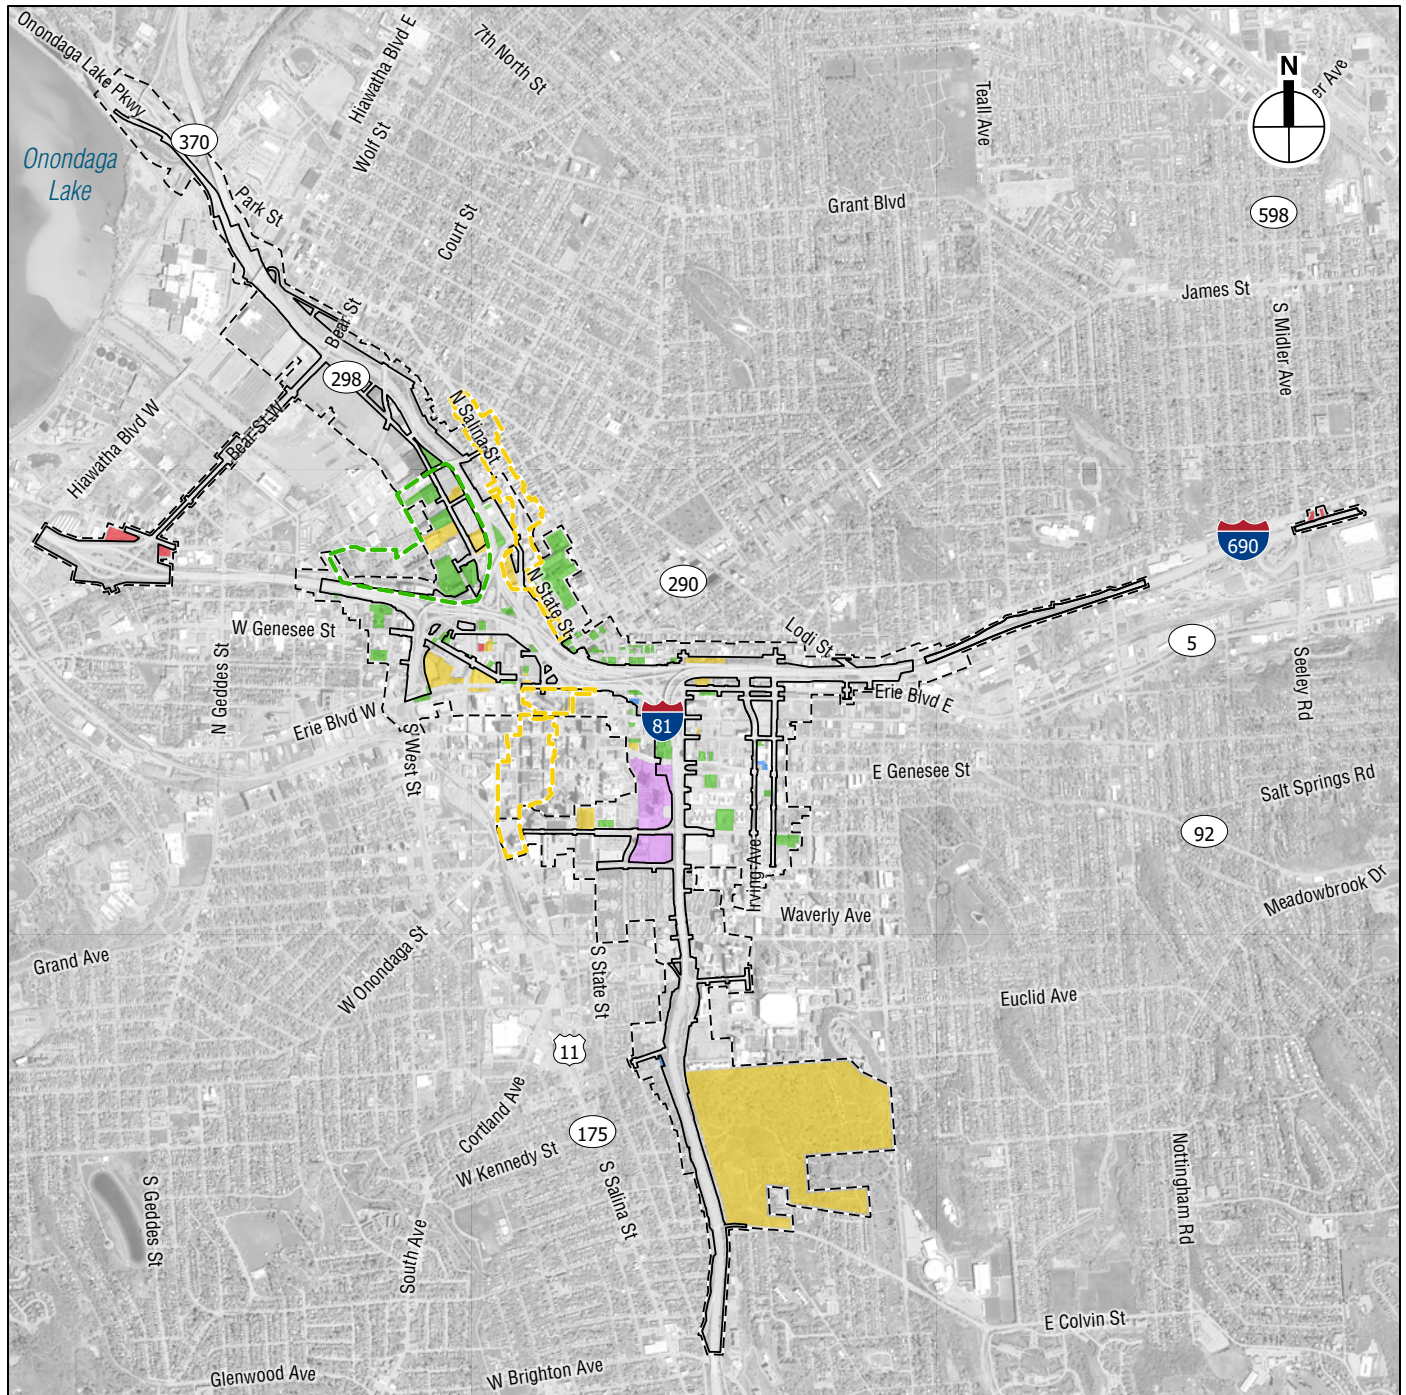 Onondaga Lake Pkwy
Hiawatha Blvd E
7th North St
N
er Ave
Teall Ave
370
Wolf St
Onondaga
Lake
Park St
Court St
Grant Blvd
598
James St
Bear St
S Midler Ave
298
N Salina St
Hiawatha Blvd W
Bear St W
690
290
N State St
Lodi St
5
W Genesee St
N Geddes St
Seeley Rd
Erie Blvd E
Erie Blvd W
81
S West St
E Genesee St
Salt Springs Rd
92
Irving Ave
Meadowbrook Dr
Waverly Ave
Grand Ave
W Onondaga St
S State St
Euclid Ave
11
Cortland Ave
175
W Kennedy St
Nottingham Rd
S Geddes St
S Salina St
South Ave
E Colvin St
Glenwood Ave
W Brighton Ave